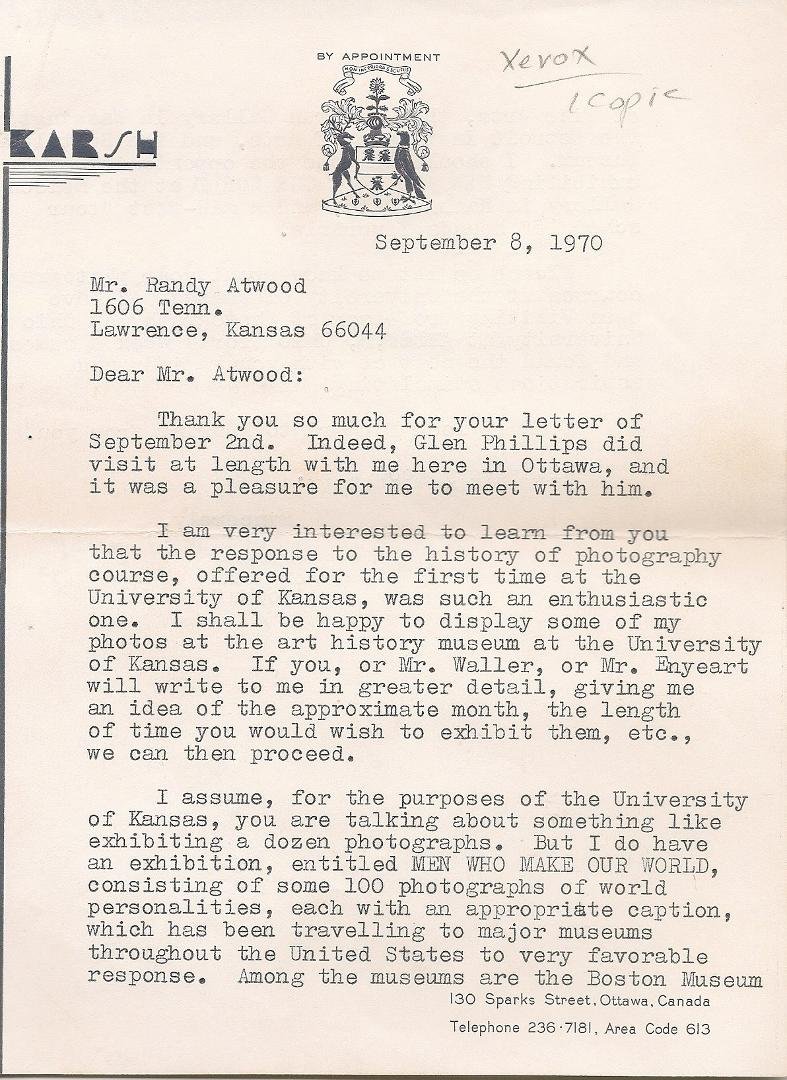 BY APPOINTMENT
Xerox
1 Copie
KARSH
September 8, 1970
Mr. Randy Atwood
1606 Tenn.
Lawrence, Kansas 66044
Dear Mr. Atwood:
Thank you so much for your letter of
September 2nd. Indeed, Glen Phillips did
visit at length with me here in Ottawa, and
it was a pleasure for me to meet with him.
I am very interested to learn from you
that the response to the history of photography
course, offered for the first time at the
University of Kansas, was such an enthusiastic
one. I shall be happy to display some of my
photos at the art history museum at the University
of Kansas. If you, or Mr. Waller, or Mr. Enyeart
will write to me in greater detail, giving me
an idea of the approximate month, the length
of time you would wish to exhibit them, etc.,
we can then proceed.
I assume, for the purposes of the University
of Kansas, you are talking about something like
exhibiting a dozen photographs. But I do have
an exhibition, entitled MEN WHO MAKE OUR WORLD,
consisting of some 100 photographs of world
personalities, each with an appropriate caption,
which has been travelling to major museums
throughout the United States to very favorable
response. Among the museums are the Boston Museum
130 Sparks Street, Ottawa, Canada
Telephone 236·7181, Area Code 613